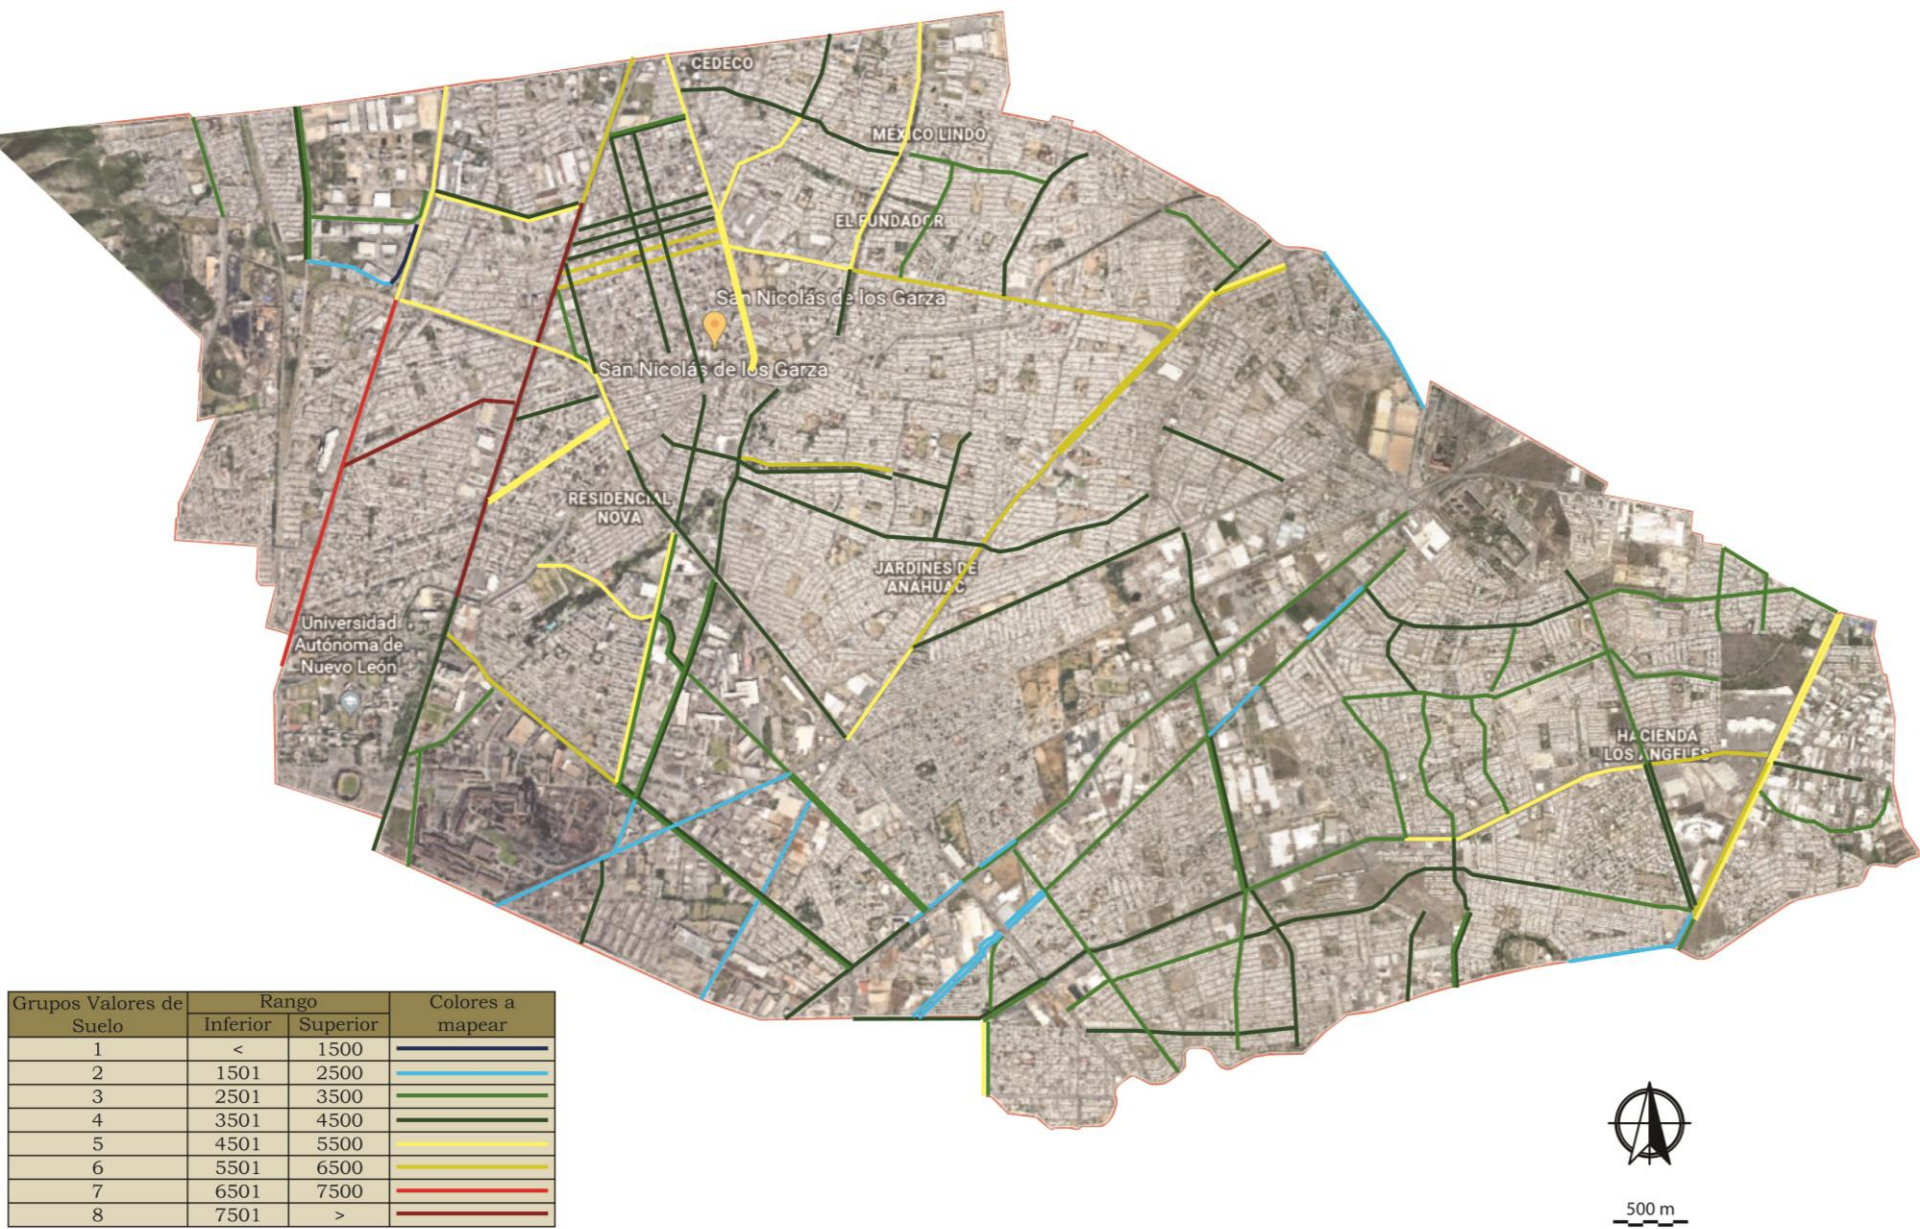 CEDECO
MÉXICO LINDO
EL FUNDADOR
San Nicolás de los Garza
San Nicolás de los Garza
RESIDENCIAL
NOVA
JARDINES DE
ANÁHUAC
Universidad
Autónoma de
Nuevo León
HACIENDA
LOS ANGELES
Grupos Valores de Suelo Rango Colores a mapear
Inferior Superior
1 < 1500
2 1501 2500
3 2501 3500
4 3501 4500
5 4501 5500
6 5501 6500
7 6501 7500
8 7501 >
500 m